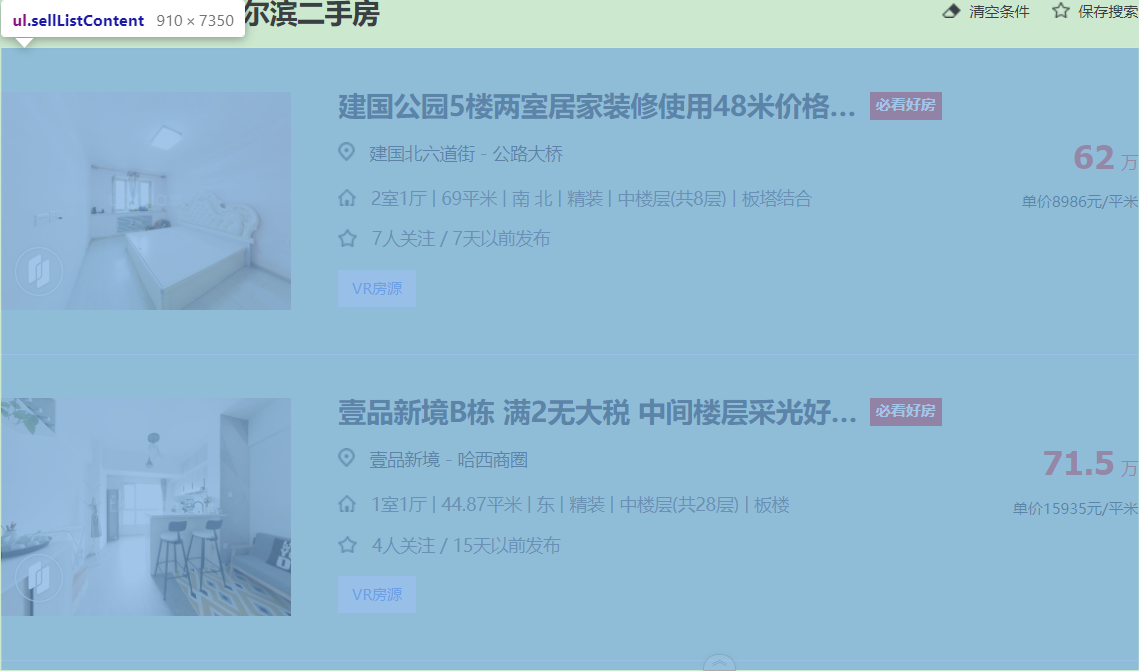 ul.sellListContent 910 × 7350
尔滨二手房
清空条件
保存搜索
建国公园5楼两室居家装修使用48米价格... 必看好房
建国北六道街 - 公路大桥
62 万
2室1厅 | 69平米 | 南 北 | 精装 | 中楼层(共8层) | 板塔结合
单价8986元/平米
7人关注 / 7天以前发布
VR房源
壹品新境B栋 满2无大税 中间楼层采光好... 必看好房
壹品新境 - 哈西商圈
71.5 万
1室1厅 | 44.87平米 | 东 | 精装 | 中楼层(共28层) | 板楼
单价15935元/平米
4人关注 / 15天以前发布
VR房源